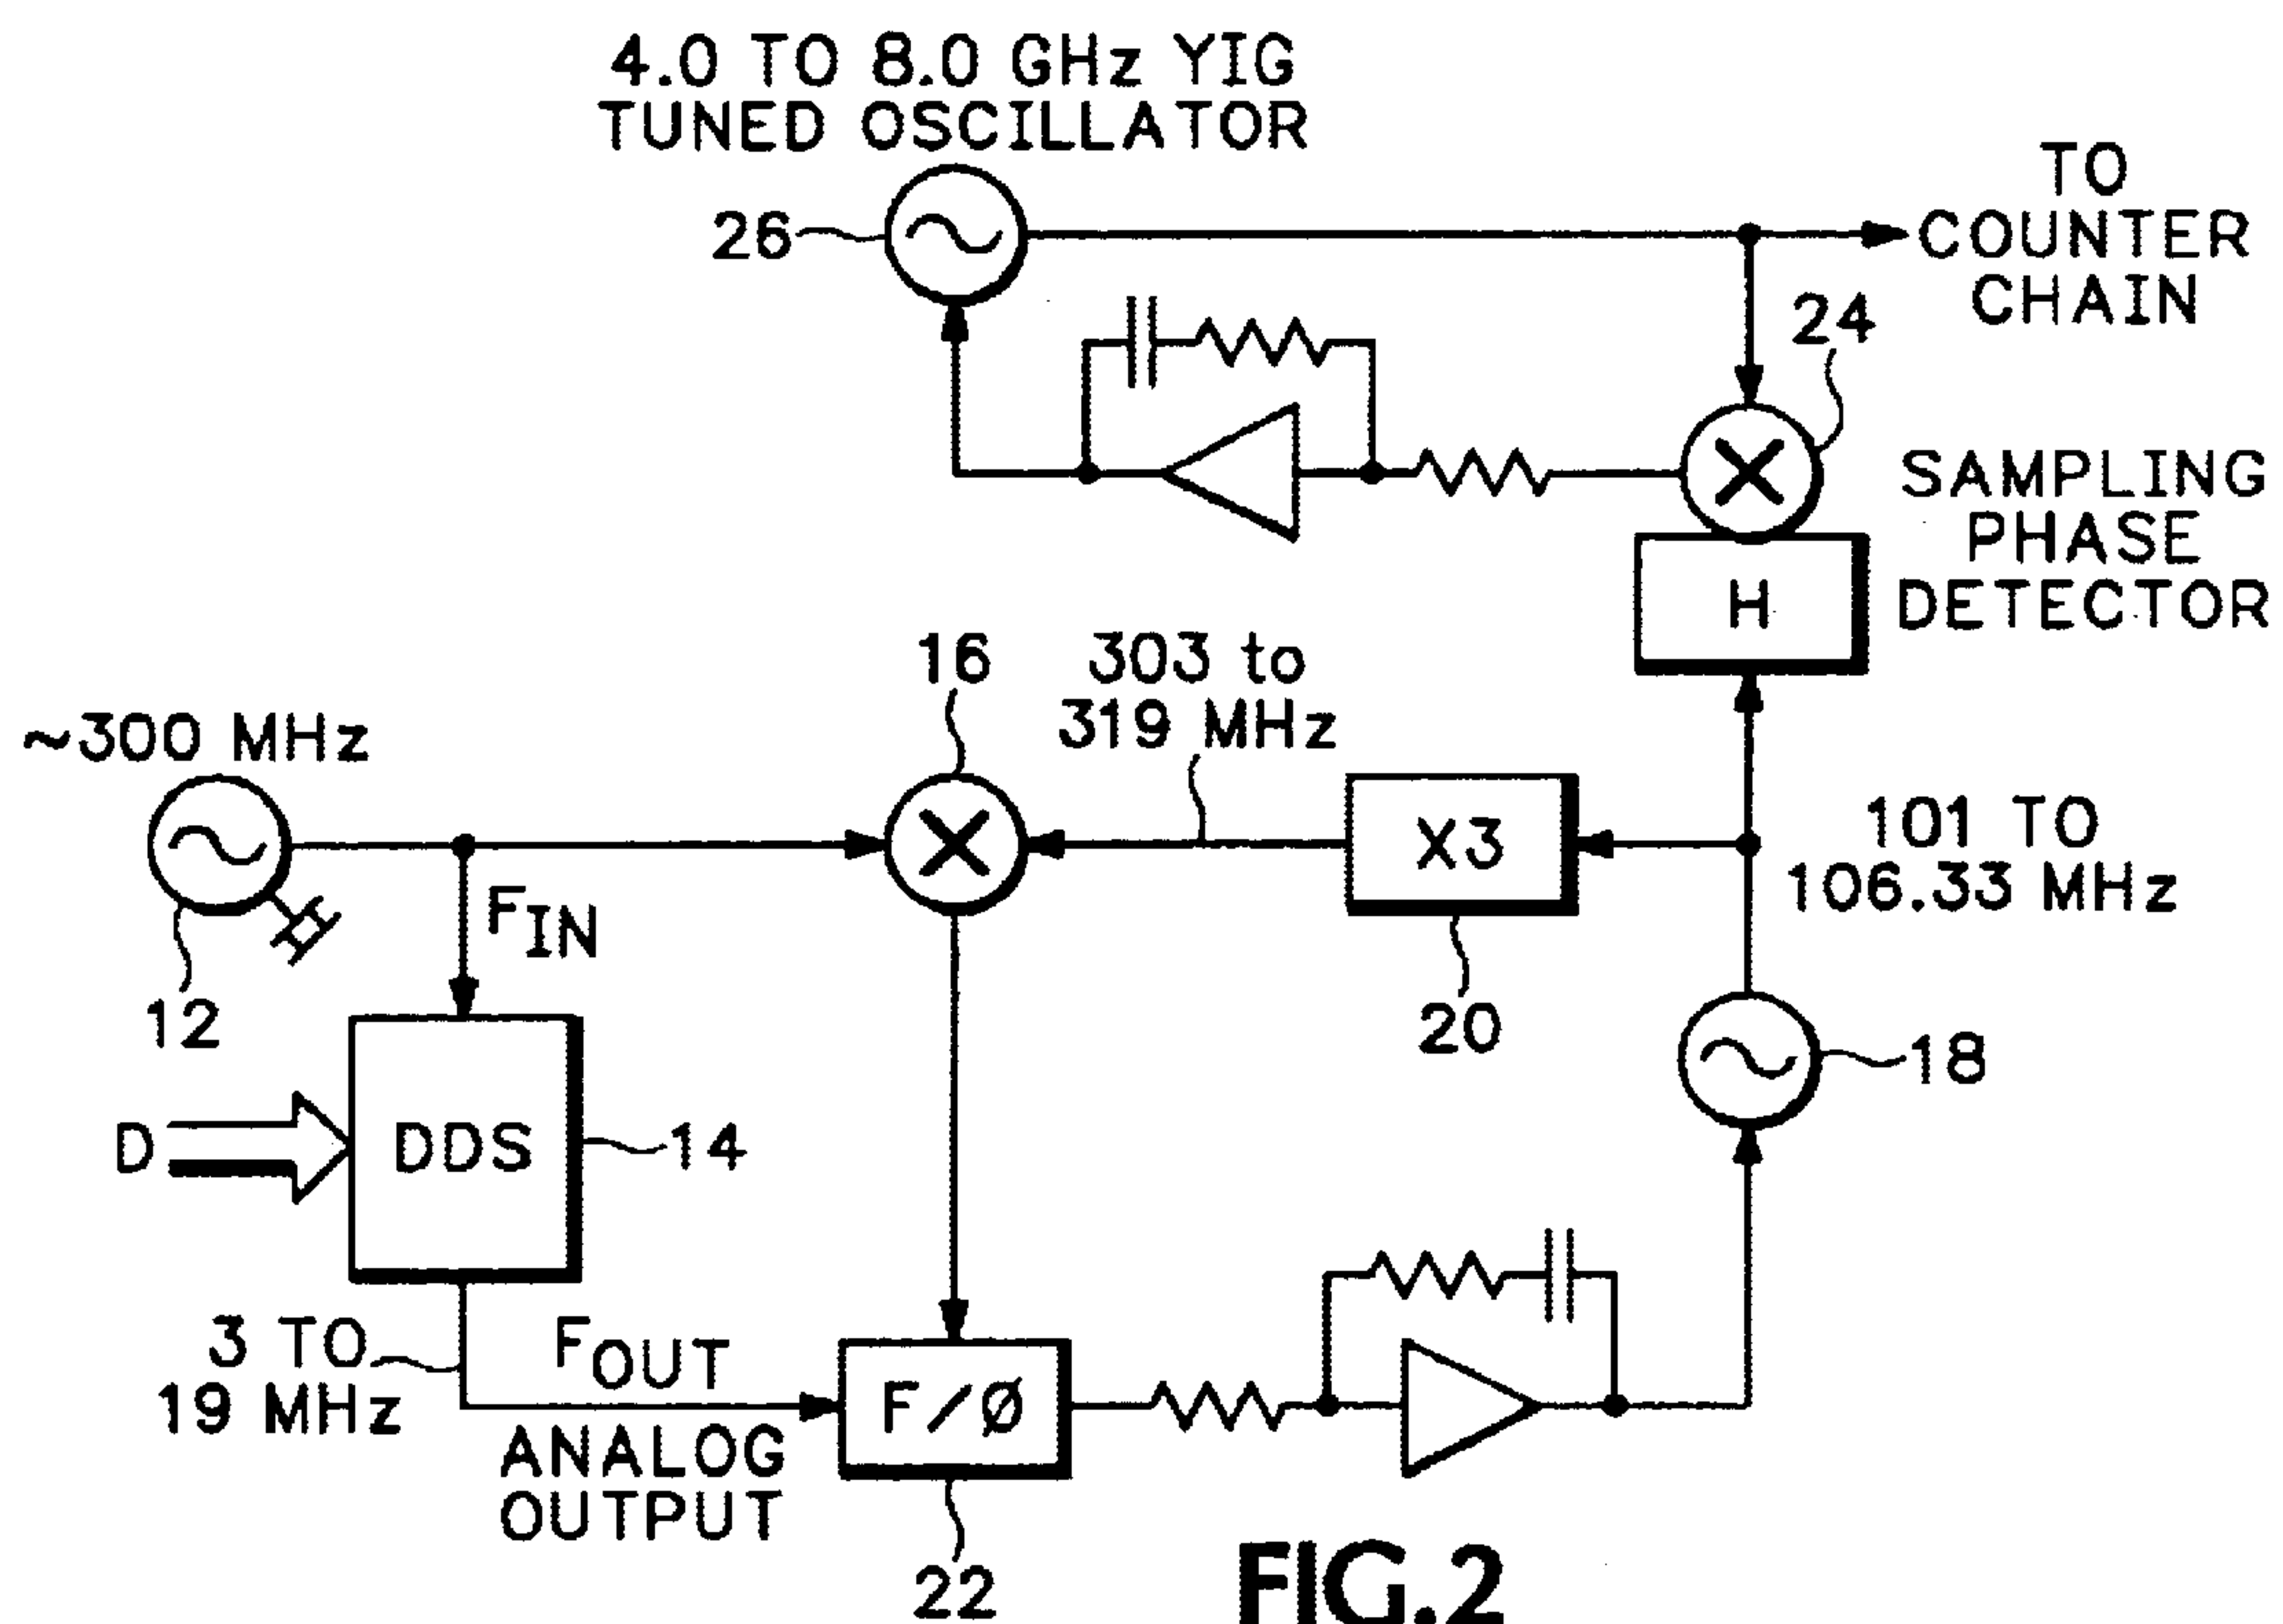 4.0 TO 8.0 GHz YIG
TUNED OSCILLATOR
26
TO
COUNTER
CHAIN
24
SAMPLING
PHASE
DETECTOR
H
16
303 to
319 MHz
~300 MHz
X3
101 TO
106.33 MHz
FIN
12
20
18
D
DDS
14
3 TO
19 MHz
FOUT
ANALOG
OUTPUT
F/Ø
22
FIG.2